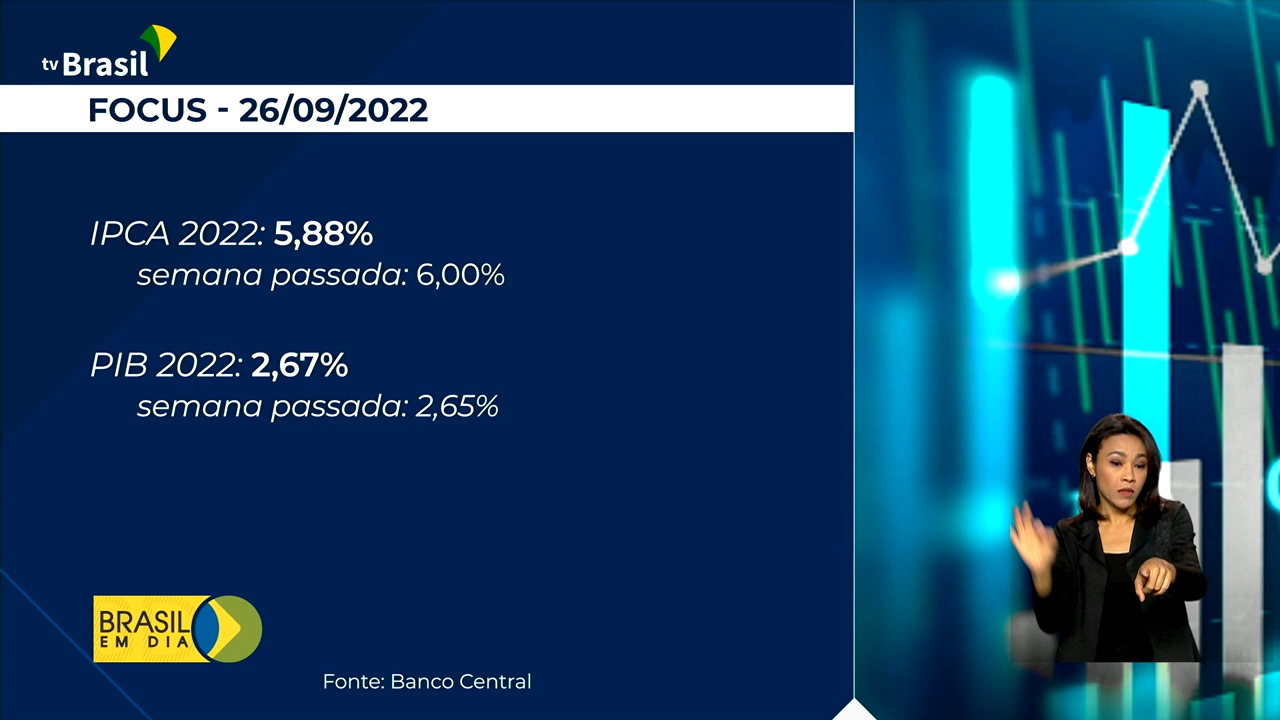 tv Brasil
FOCUS - 26/09/2022
IPCA 2022: 5,88%
semana passada: 6,00%
PIB 2022: 2,67%
semana passada: 2,65%
BRASIL
EM DIA
Fonte: Banco Central